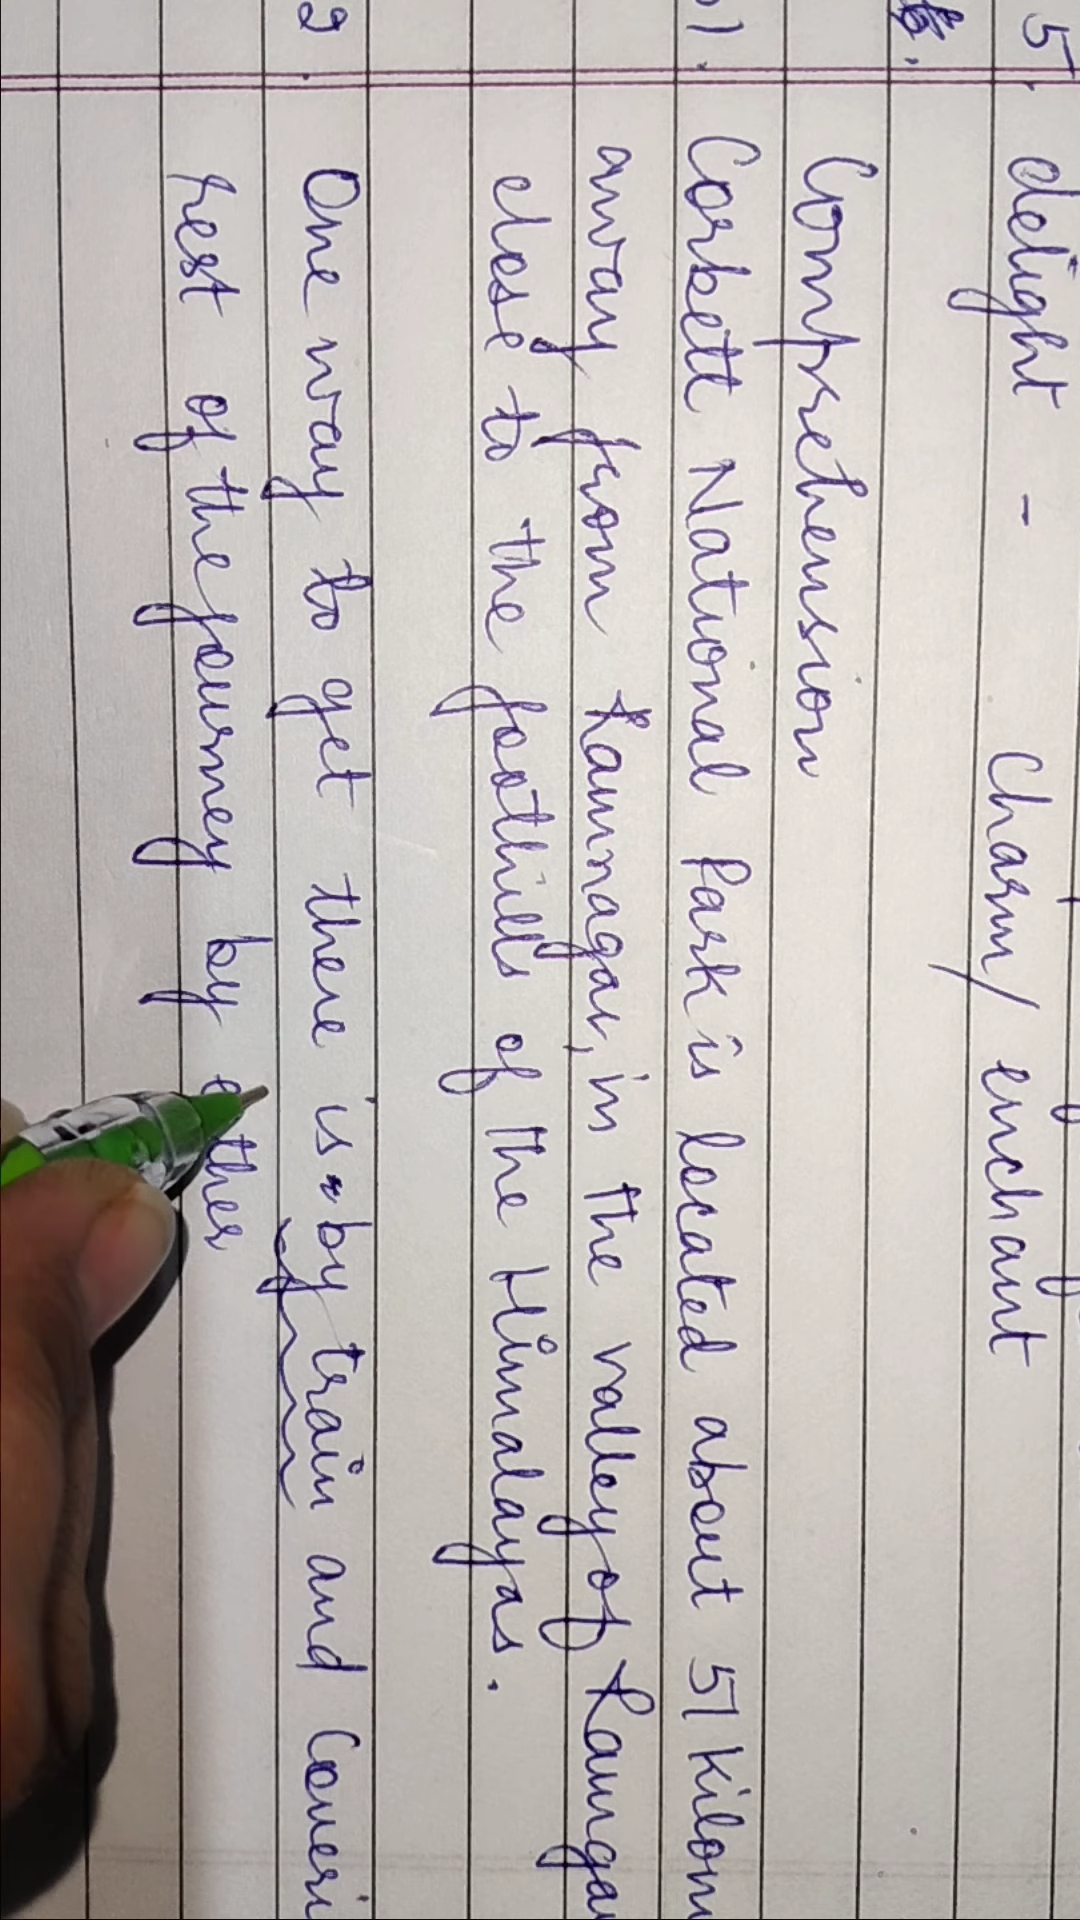 5. delight - Charm/ enchant
Comprehension
1. Corbett National Park is located about 51 Kilom
away from Ramnagar, in the valley of Ramga
close to the foothills of the Himalayas.
2. One way to get there is by train and Coveri
rest of the journey by other